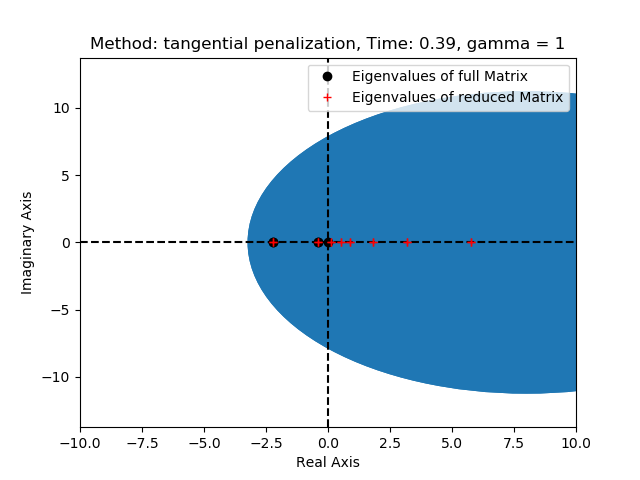 Method: tangential penalization, Time: 0.39, gamma = 1
Eigenvalues of full Matrix
Eigenvalues of reduced Matrix
10
5
0
−5
−10
Imaginary Axis
−10.0 −7.5 −5.0 −2.5 0.0 2.5 5.0 7.5 10.0
Real Axis